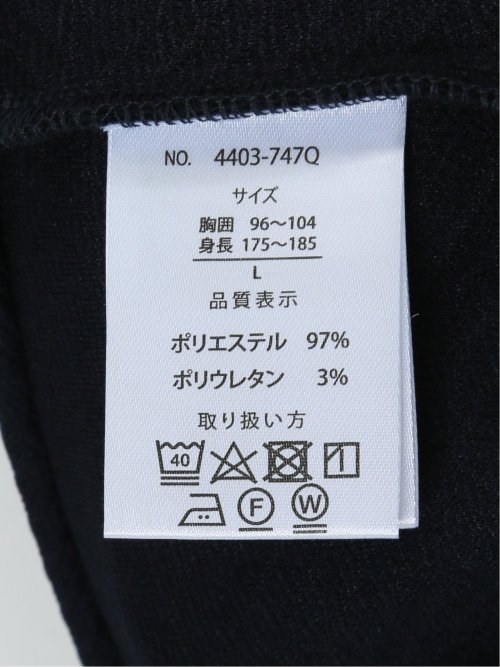 NO. 4403-747Q
サイズ
胸囲 96～104
身長 175～185
L
品質表示
ポリエステル 97%
ポリウレタン 3%
取り扱い方
40
F W